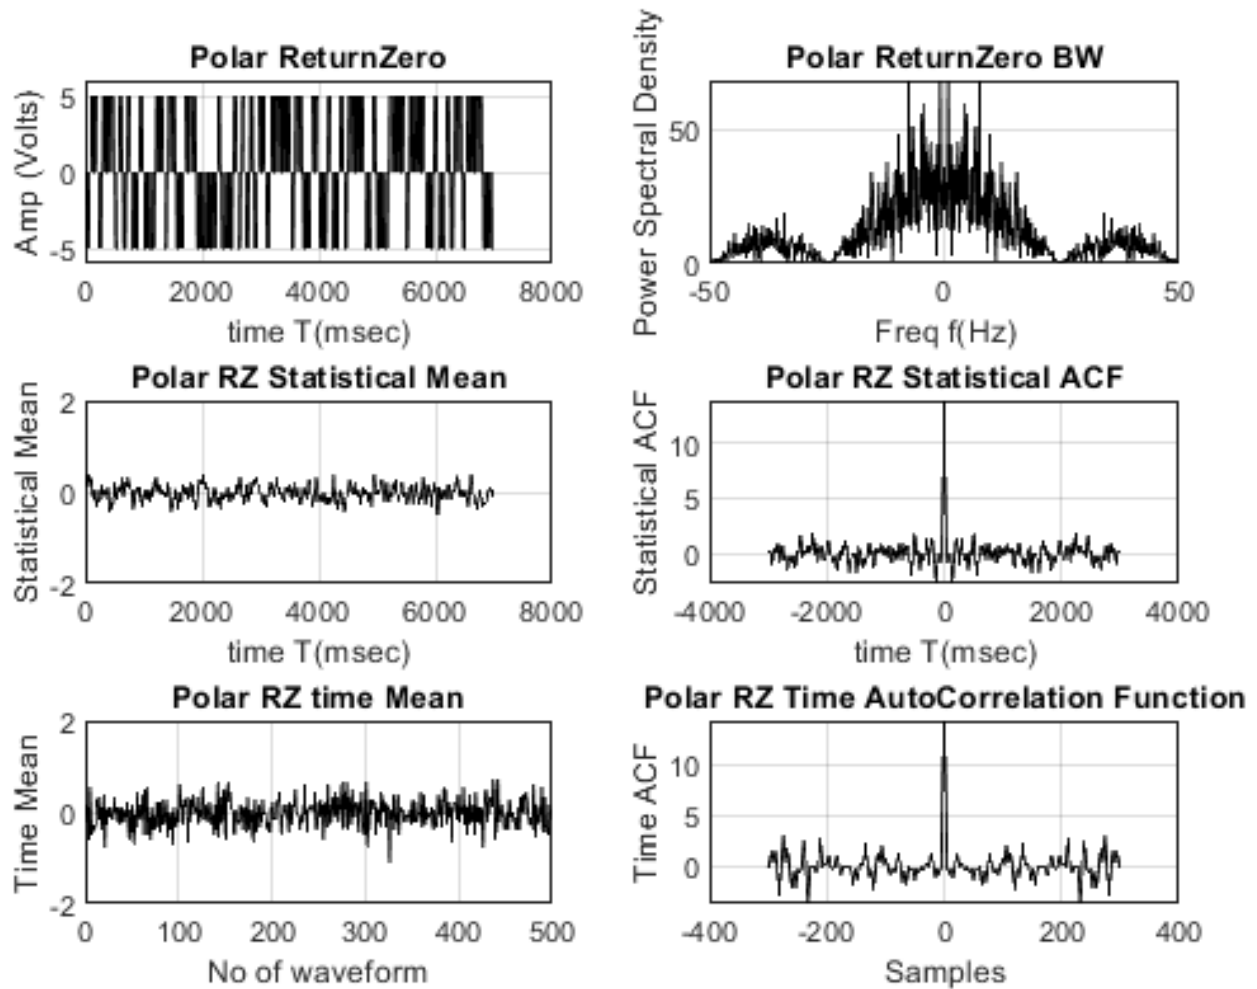 Polar ReturnZero
Amp (Volts)
5
0
-5
0 2000 4000 6000 8000
time T(msec)
Polar ReturnZero BW
Power Spectral Density
50
0
-50 0 50
Freq f(Hz)
Polar RZ Statistical Mean
Statistical Mean
2
0
-2
0 2000 4000 6000 8000
time T(msec)
Polar RZ Statistical ACF
Statistical ACF
10
5
0
-4000 -2000 0 2000 4000
time T(msec)
Polar RZ time Mean
Time Mean
2
0
-2
0 100 200 300 400 500
No of waveform
Polar RZ Time AutoCorrelation Function
Time ACF
10
5
0
-400 -200 0 200 400
Samples